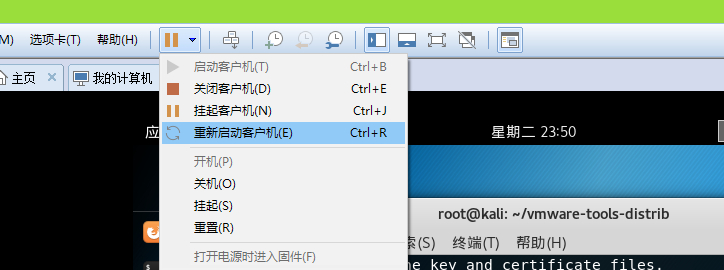 M) 选项卡(T) 帮助(H)
主页 我的计算机
启动客户机(T) Ctrl+B
关闭客户机(D) Ctrl+E
挂起客户机(N) Ctrl+J
重新启动客户机(E) Ctrl+R
开机(P)
关机(O)
挂起(S)
重置(R)
打开电源时进入固件(F)
应
星期二 23:50
root@kali: ~/vmware-tools-distrib
索(S) 终端(T) 帮助(H)
he key and certificate files.